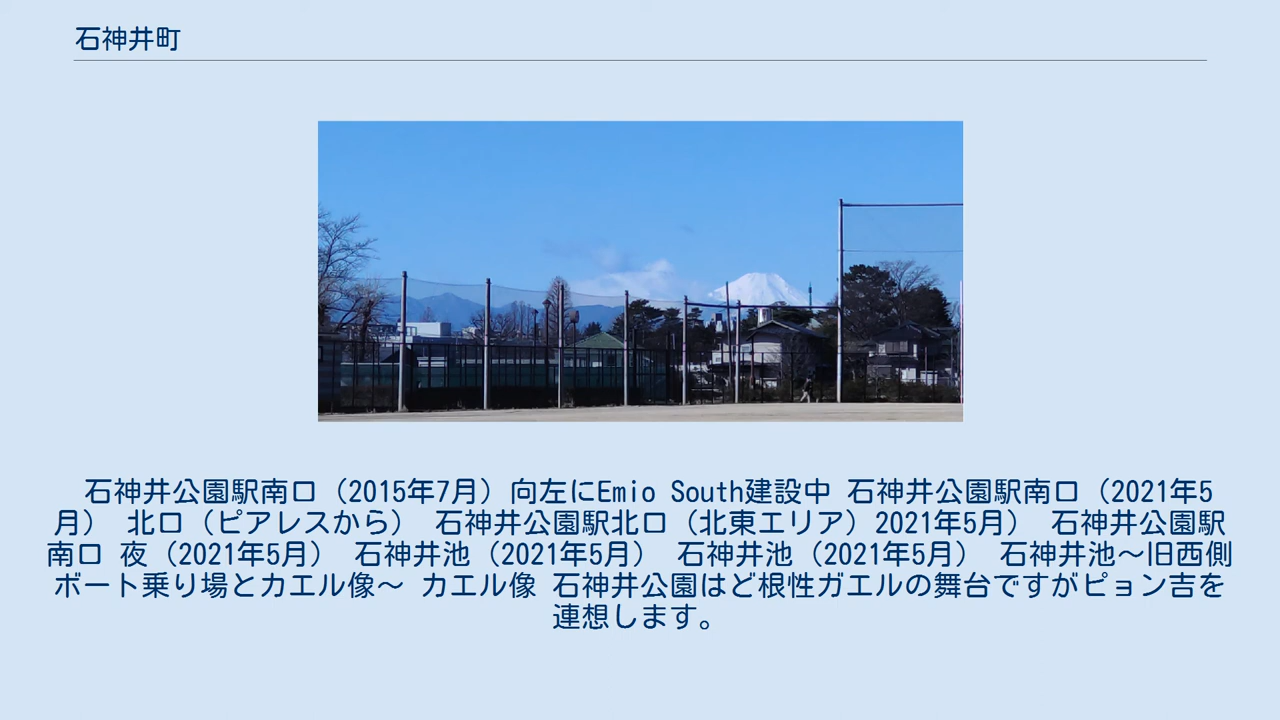 石神井町
石神井公園駅南口（2015年7月）向左にEmio South建設中 石神井公園駅南口（2021年5
月） 北口（ピアレスから） 石神井公園駅北口（北東エリア）2021年5月） 石神井公園駅
南口 夜（2021年5月） 石神井池（2021年5月） 石神井池（2021年5月） 石神井池～旧西側
ボート乗り場とカエル像～ カエル像 石神井公園はど根性ガエルの舞台ですがピョン吉を
連想します。